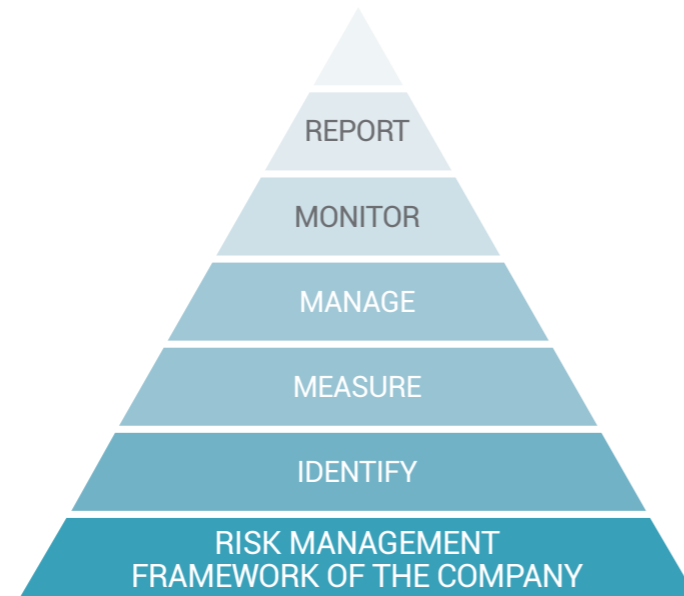 REPORT
MONITOR
MANAGE
MEASURE
IDENTIFY
RISK MANAGEMENT
FRAMEWORK OF THE COMPANY